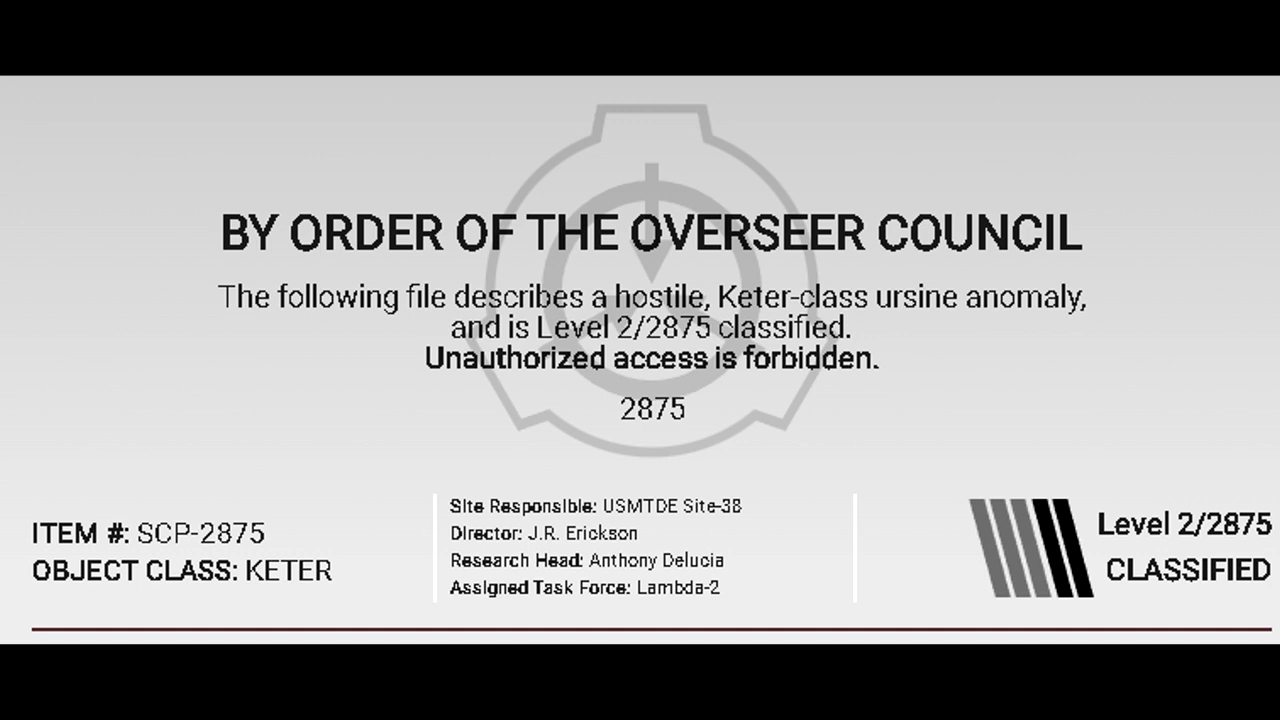 BY ORDER OF THE OVERSEER COUNCIL
The following file describes a hostile, Keter-class ursine anomaly,
and is Level 2/2875 classified.
Unauthorized access is forbidden.
2875
ITEM #: SCP-2875
OBJECT CLASS: KETER
Site Responsible: USMTDE Site-38
Director: J.R. Erickson
Research Head: Anthony Delucia
Assigned Task Force: Lambda-2
Level 2/2875
CLASSIFIED